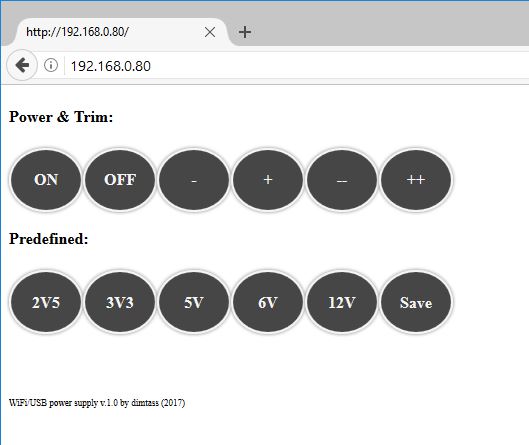 http://192.168.0.80/
192.168.0.80
Power & Trim:
ON OFF - + -- ++
Predefined:
2V5 3V3 5V 6V 12V Save
WiFi/USB power supply v.1.0 by dimtass (2017)